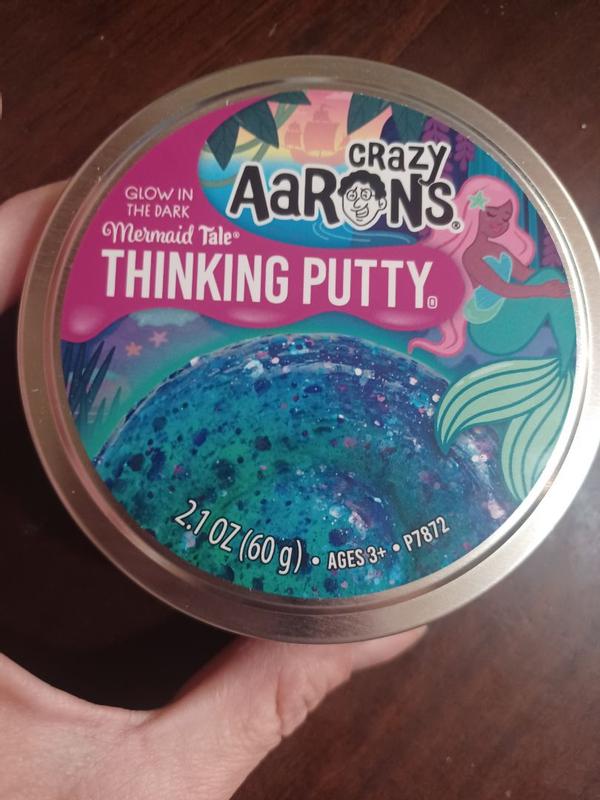 CRAZY
AARONS®
GLOW IN
THE DARK
Mermaid Tale®
THINKING PUTTY®
2.1 OZ (60 g) • AGES 3+ • P7872